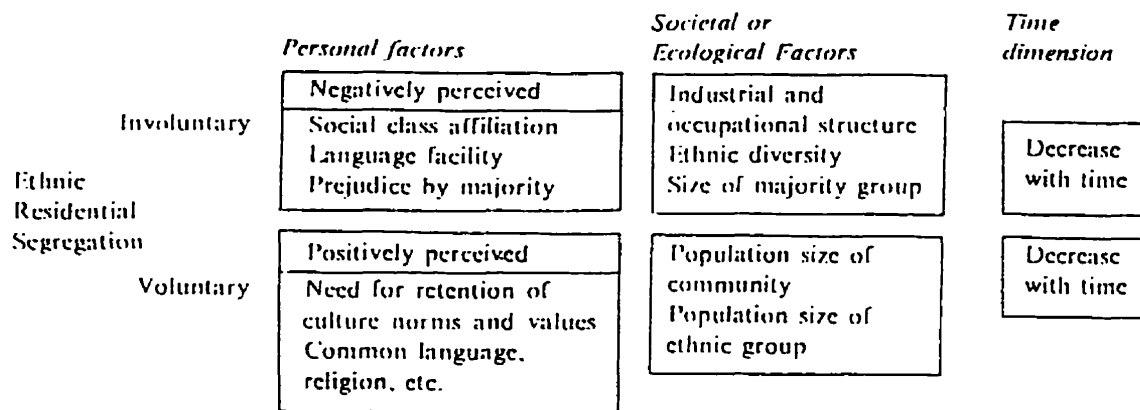 Personal factors
Societal or
Ecological Factors
Time
dimension
Ethnic
Residential
Segregation
Involuntary
Negatively perceived
Social class affiliation
Language facility
Prejudice by majority
Industrial and
occupational structure
Ethnic diversity
Size of majority group
Decrease
with time
Voluntary
Positively perceived
Need for retention of
culture norms and values
Common language,
religion, etc.
Population size of
community
Population size of
ethnic group
Decrease
with time